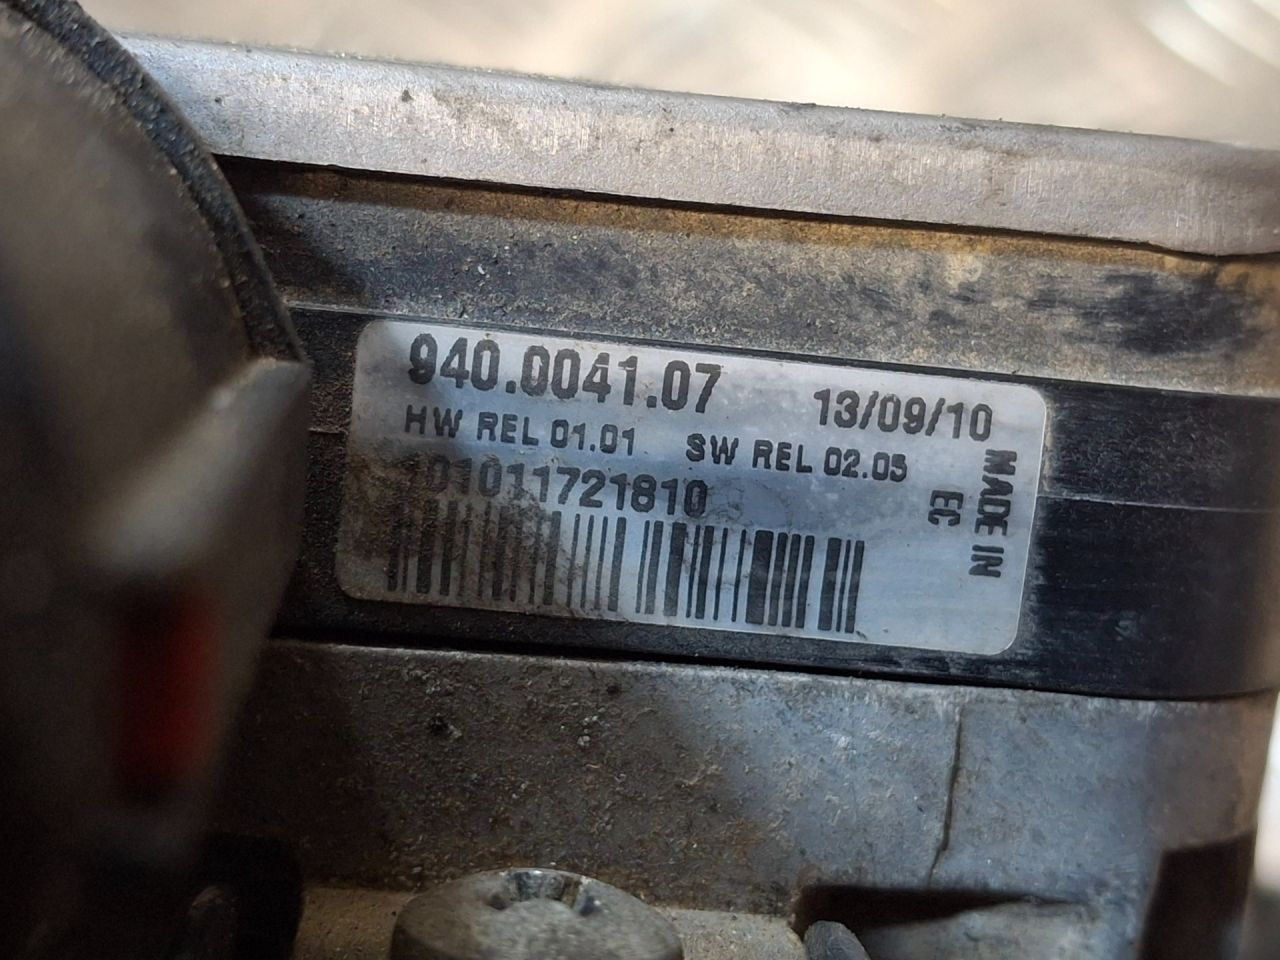 940.0041.07 13/09/10
HW REL 01.01 SW REL 02.05
101011721810
MADE IN
EC